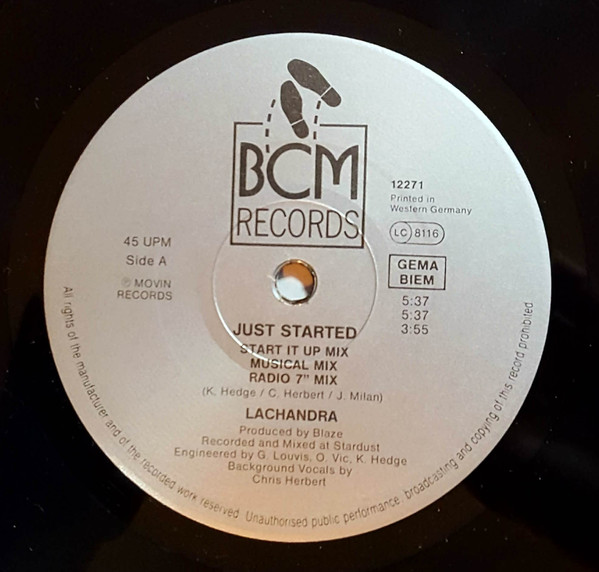 BCM
RECORDS
12271
Printed in
Western Germany
LC 8116
GEMA
BIEM
45 UPM
Side A
Ⓟ MOVIN
RECORDS
5:37
5:37
3:55
JUST STARTED
START IT UP MIX
MUSICAL MIX
RADIO 7" MIX
(K. Hedge / C. Herbert / J. Milan)
LACHANDRA
Produced by Blaze
Recorded and Mixed at Stardust
Engineered by G. Louvis, O. Vic, K. Hedge
Background Vocals by
Chris Herbert
All rights of the manufacturer and of the recorded work reserved. Unauthorised public performance, broadcasting and copying of this record prohibited